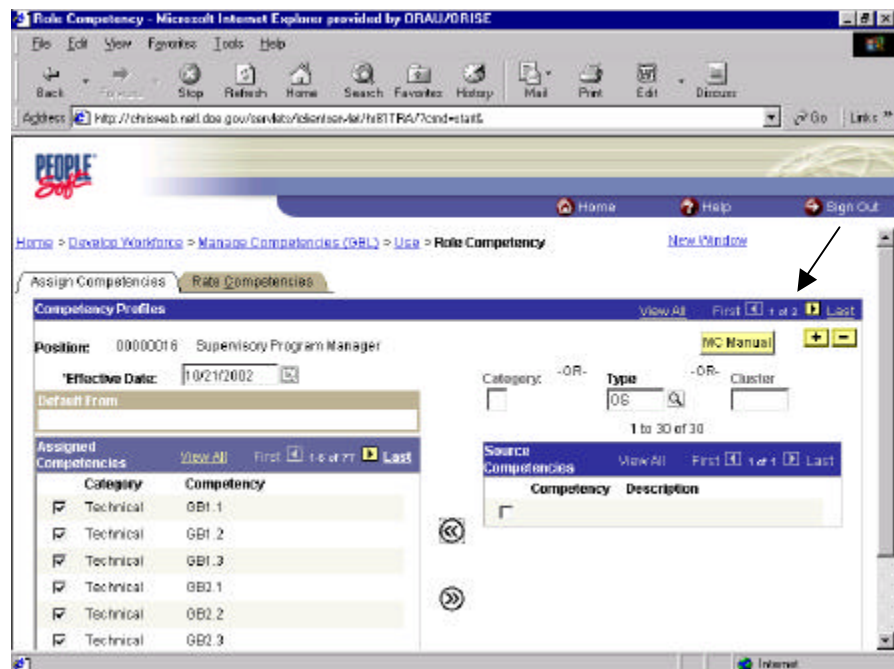 Role Competency - Microsoft Internet Explorer provided by ORAU/ORISE
File Edit View Favorites Tools Help
Back Stop Refresh Home Search Favorites History Mail Print Edit Discuss
Address Go Links »
PEOPLE Soft
Home Help Sign Out
Home > Develop Workforce > Manage Competencies (GBL) > Use > Role Competency New Window
Assign Competencies Rate Competencies
Competency Profiles View All First 1 of 2 Last
Position: 00000016 Supervisory Program Manager MC Manual + -
*Effective Date: 10/21/2002 Category: -OR- Type -OR- Cluster
Default From
1 to 30 of 30
Assigned Competencies View All First 1-6 of 77 Last
Source Competencies View All First 1 of 1 Last
Category Competency
Competency Description
Technical GB1.1
Technical GB1.2
Technical GB1.3
Technical GB2.1
Technical GB2.2
Technical GB2.3
Internet